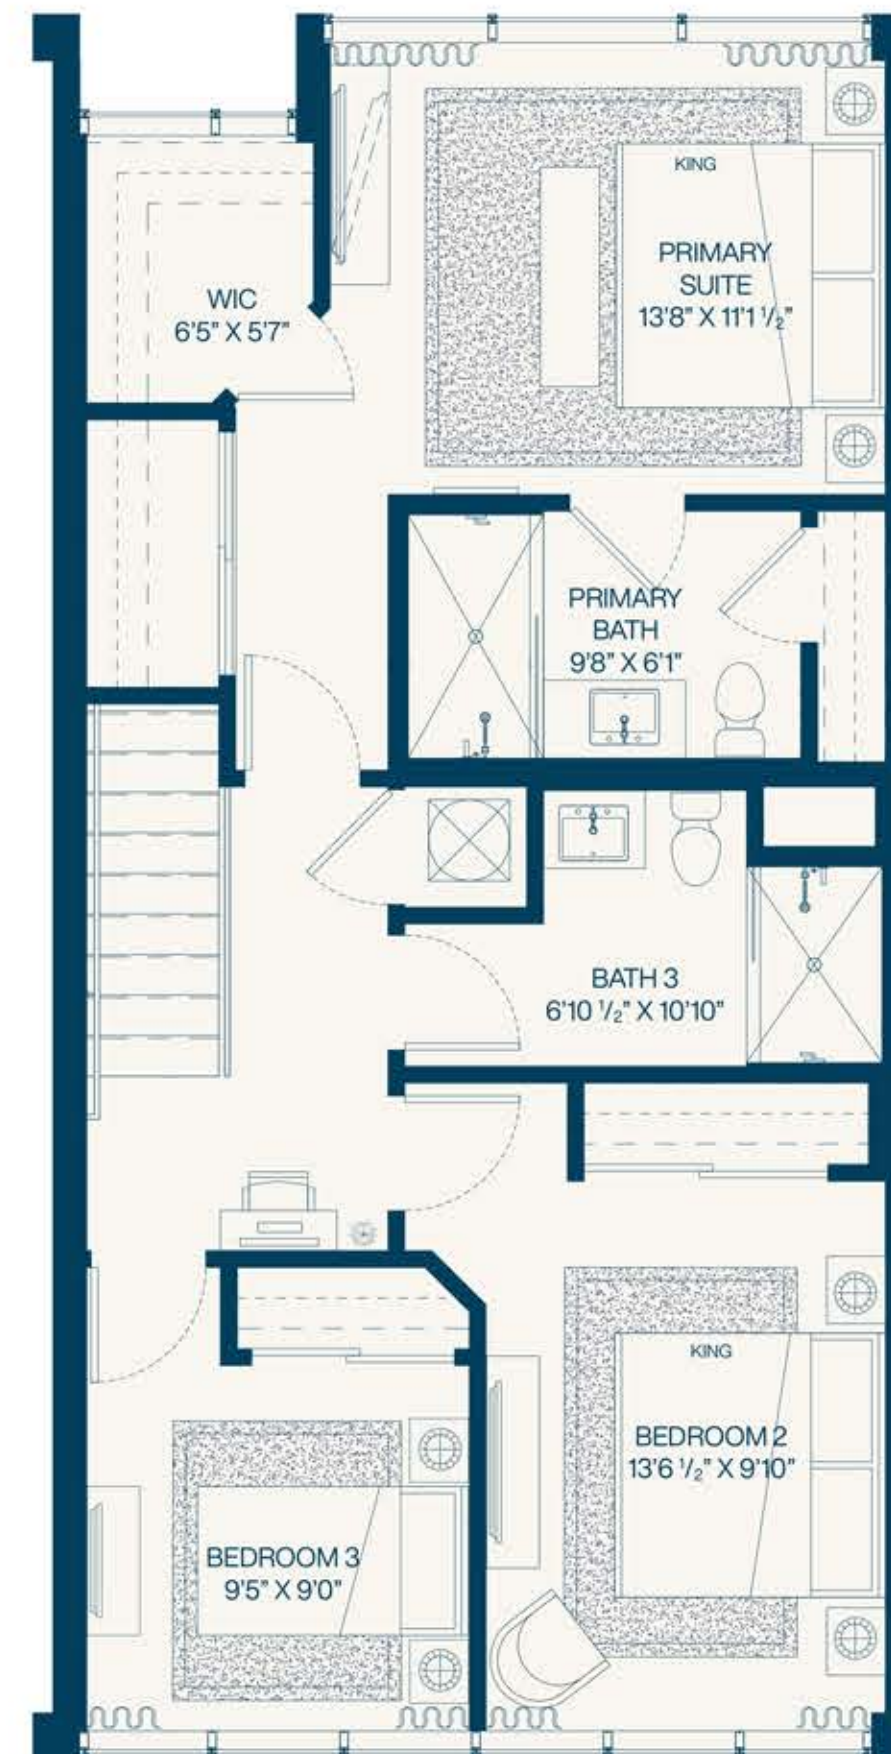 KING
PRIMARY
SUITE
13'8" X 11'1 1/2"
WIC
6'5" X 5'7"
PRIMARY
BATH
9'8" X 6'1"
BATH 3
6'10 1/2" X 10'10"
KING
BEDROOM 2
13'6 1/2" X 9'10"
BEDROOM 3
9'5" X 9'0"